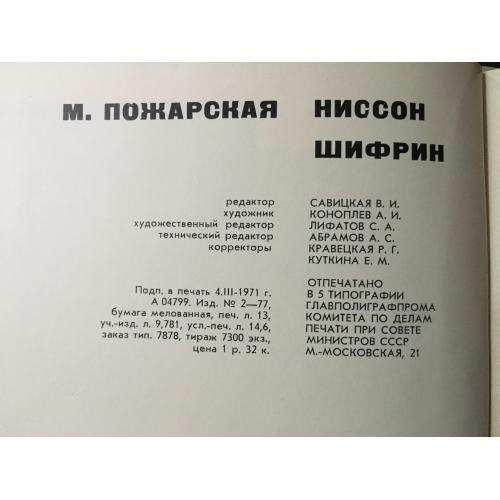 М. ПОЖАРСКАЯ НИССОН
ШИФРИН
редактор САВИЦКАЯ В. И.
художник КОНОПЛЕВ А. И.
художественный редактор ЛИФАТОВ С. А.
технический редактор АБРАМОВ А. С.
корректоры КРАВЕЦКАЯ Р. Г.
КУТКИНА Е. М.
Подп. в печать 4.III-1971 г.
А 04799. Изд. № 2—77,
бумага мелованная, печ. л. 13,
уч.-изд. л. 9,781, усл.-печ. л. 14,6,
заказ тип. 7878, тираж 7300 экз.,
цена 1 р. 32 к.
ОТПЕЧАТАНО
В 5 ТИПОГРАФИИ
ГЛАВПОЛИГРАФПРОМА
КОМИТЕТА ПО ДЕЛАМ
ПЕЧАТИ ПРИ СОВЕТЕ
МИНИСТРОВ СССР
М.-МОСКОВСКАЯ, 21